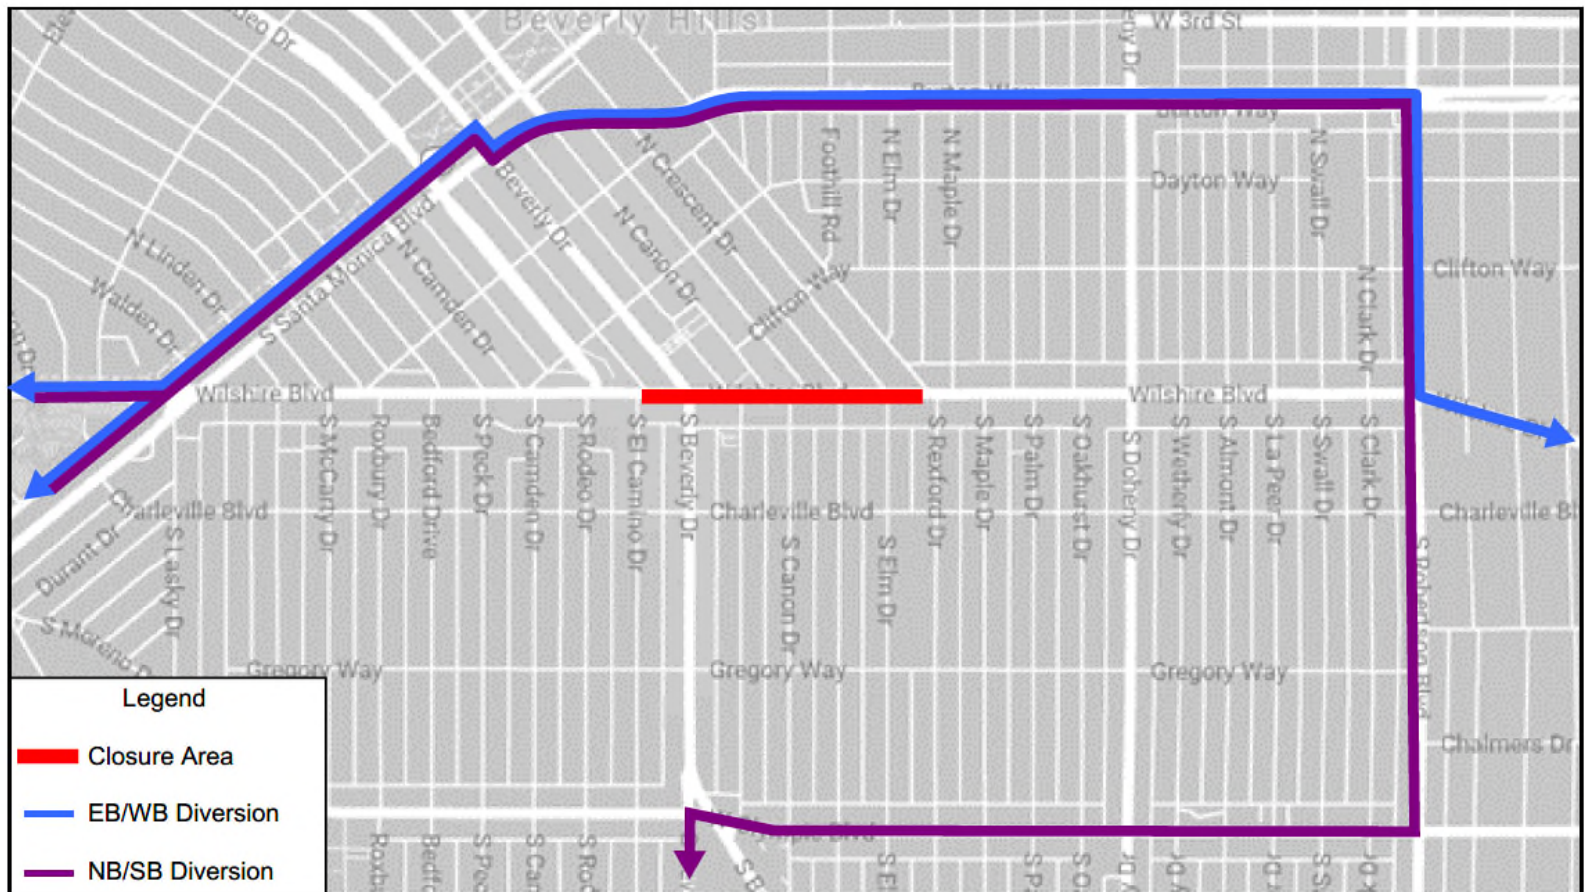 Beverly Hills
W 3rd St
Burton Way
N Crescent Dr
Foothill Rd
N Elm Dr
N Maple Dr
Dayton Way
N Swall Dr
Beverly Dr
N Canon Dr
Clifton Way
Clifton Way
N Linden Dr
Walden Dr
S Santa Monica Blvd
N Camden Dr
N Clark Dr
Wilshire Blvd
Wilshire Blvd
S McCarty Dr
Roxbury Dr
Bedford Drive
S Peck Dr
S Camden Dr
S Rodeo Dr
S El Camino Dr
S Beverly Dr
S Rexford Dr
S Maple Dr
S Palm Dr
S Oakhurst Dr
S Doheny Dr
S Wetherly Dr
S Almont Dr
S La Peer Dr
S Swall Dr
S Clark Dr
Charleville Blvd
Charleville Blvd
Charleville Bl
Durant Dr
S Lasky Dr
S Canon Dr
S Elm Dr
S Robertson Blvd
S Moreno D
Gregory Way
Gregory Way
Gregory Way
Chalmers Dr
Legend
Closure Area
EB/WB Diversion
NB/SB Diversion